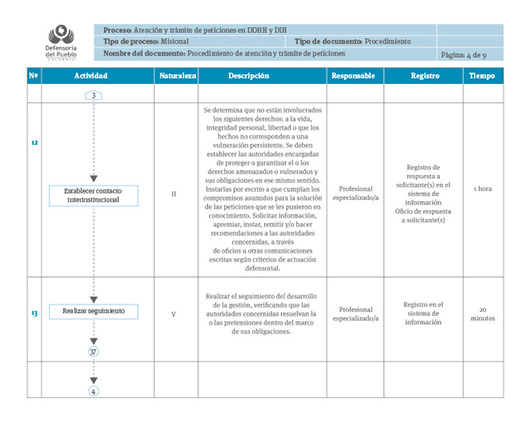 Defensoría
del Pueblo
COLOMBIA
Proceso: Atención y trámite de peticiones en DDHH y DIH
Tipo de proceso: Misional
Tipo de documento: Procedimiento
Nombre del documento: Procedimiento de atención y trámite de peticiones
Página: 4 de 9
Nº
Actividad
Naturaleza
Descripción
Responsable
Registro
Tiempo
3
12
Establecer contacto
interinstitucional
H
Se determina que no están involucrados
los siguientes derechos: a la vida,
integridad personal, libertad o que los
hechos no corresponden a una
vulneración persistente. Se deben
establecer las autoridades encargadas
de proteger o garantizar el o los
derechos amenazados o vulnerados y
sus obligaciones en ese mismo sentido.
Instarlas por escrito a que cumplan los
compromisos asumidos para la solución
de las peticiones que se les pusieron en
conocimiento. Solicitar información,
apremiar, instar, remitir y/o hacer
recomendaciones a las autoridades
concernidas, a través
de oficios u otras comunicaciones
escritas según criterios de actuación
defensorial.
Profesional
especializado/a
Registro de
respuesta a
solicitante(s) en el
sistema de
información
Oficio de respuesta
a solicitante(s)
1 hora
13
Realizar seguimiento
V
Realizar el seguimiento del desarrollo
de la gestión, verificando que las
autoridades concernidas resuelvan la
o las pretensiones dentro del marco
de sus obligaciones.
Profesional
especializado/a
Registro en el
sistema de
información
20
minutos
37
4